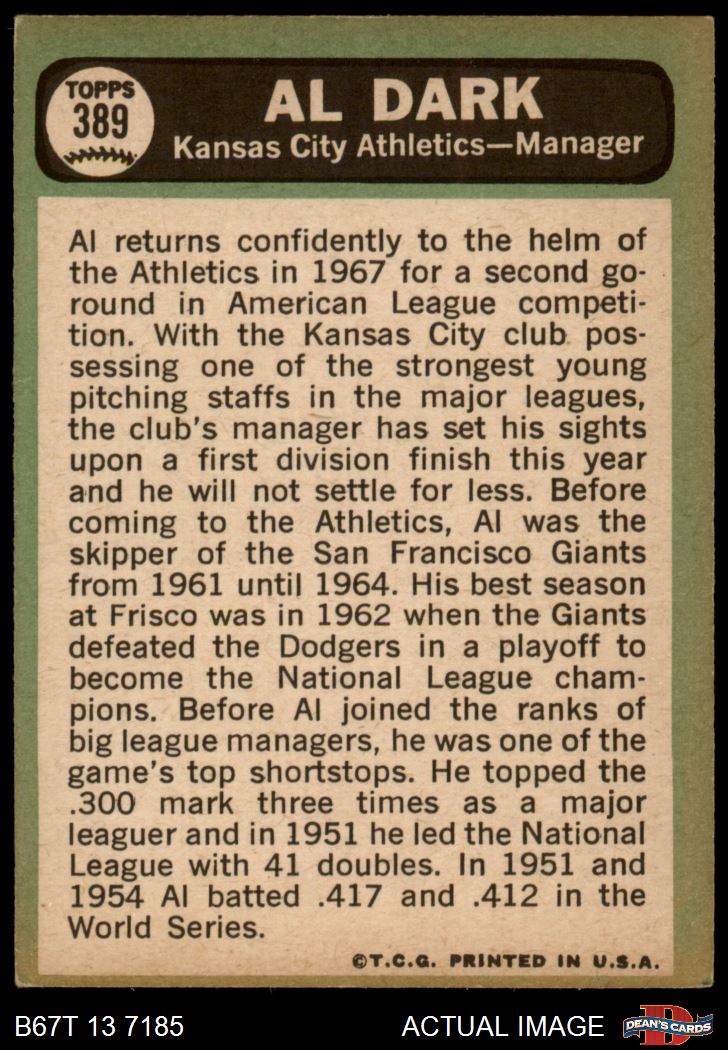 TOPPS
389
AL DARK
Kansas City Athletics—Manager
Al returns confidently to the helm of
the Athletics in 1967 for a second go-
round in American League competi-
tion. With the Kansas City club pos-
sessing one of the strongest young
pitching staffs in the major leagues,
the club's manager has set his sights
upon a first division finish this year
and he will not settle for less. Before
coming to the Athletics, Al was the
skipper of the San Francisco Giants
from 1961 until 1964. His best season
at Frisco was in 1962 when the Giants
defeated the Dodgers in a playoff to
become the National League cham-
pions. Before Al joined the ranks of
big league managers, he was one of the
game's top shortstops. He topped the
.300 mark three times as a major
leaguer and in 1951 he led the National
League with 41 doubles. In 1951 and
1954 Al batted .417 and .412 in the
World Series.
©T.C.G. PRINTED IN U.S.A.
B67T 13 7185
ACTUAL IMAGE
D
DEAN'S CARDS